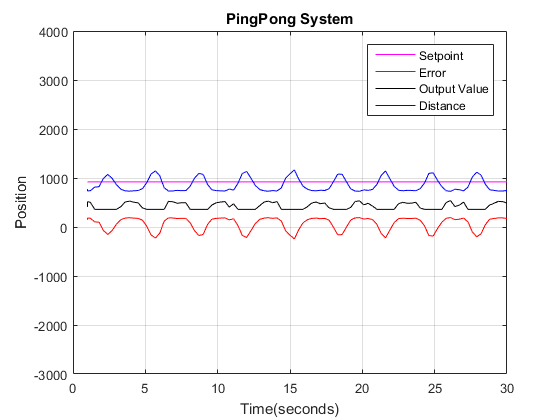 PingPong System
4000
3000
2000
1000
0
-1000
-2000
-3000
Position
Setpoint
Error
Output Value
Distance
0 5 10 15 20 25 30
Time(seconds)